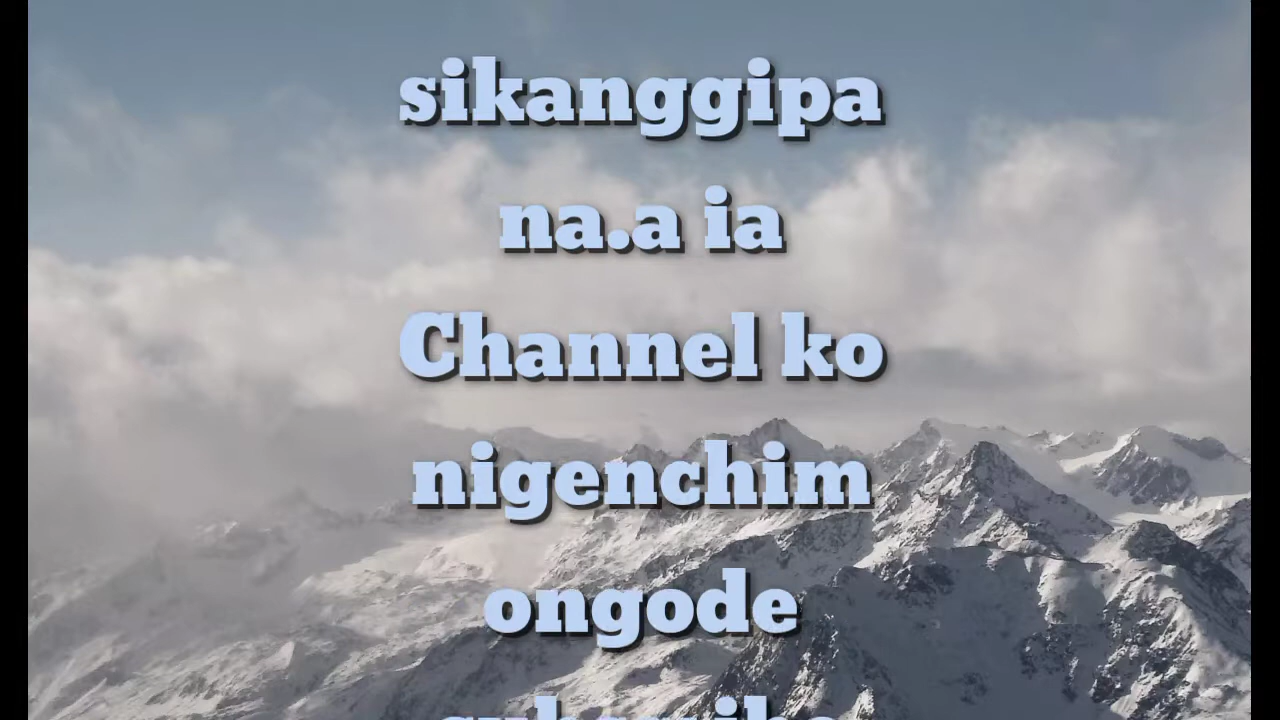 sikanggipa
na.a ia
Channel ko
nigenchim
ongode